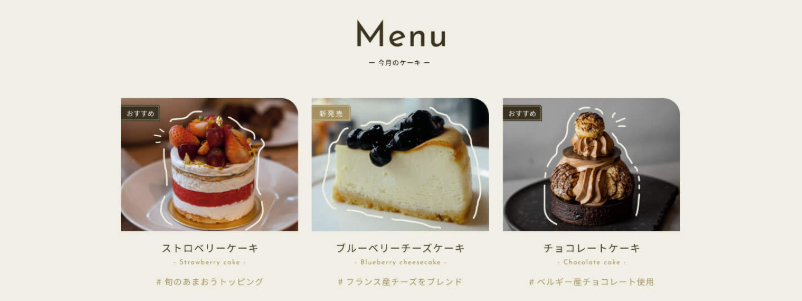 Menu
ー 今月のケーキ ー
おすすめ
新発売
おすすめ
ストロベリーケーキ
- Strawberry cake -
# 旬のあまおうトッピング
ブルーベリーチーズケーキ
- Blueberry cheesecake -
# フランス産チーズをブレンド
チョコレートケーキ
- Chocolate cake -
# ベルギー産チョコレート使用